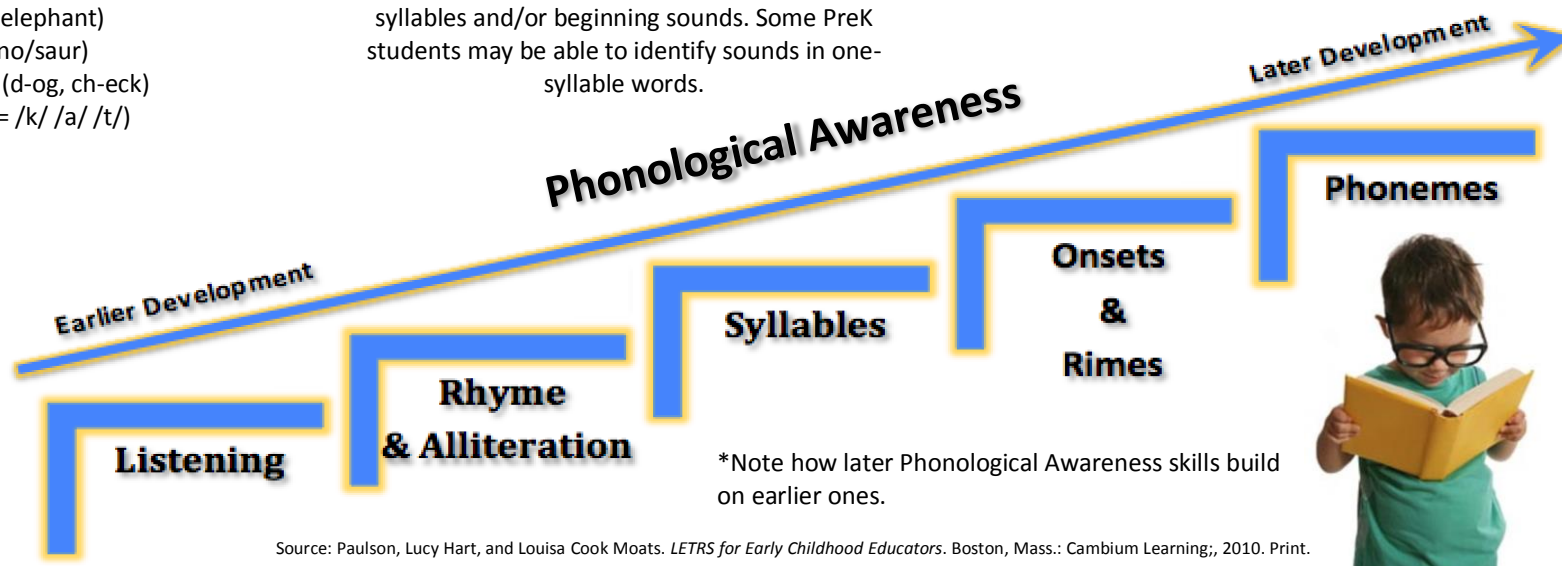 elephant)
no/saur)
(d-og, ch-eck)
= /k/ /a/ /t/)
syllables and/or beginning sounds. Some PreK
students may be able to identify sounds in one-
syllable words.
Phonological Awareness
Earlier Development
Later Development
Listening
Rhyme
& Alliteration
Syllables
Onsets
&
Rimes
Phonemes
*Note how later Phonological Awareness skills build
on earlier ones.
Source: Paulson, Lucy Hart, and Louisa Cook Moats. LETRS for Early Childhood Educators. Boston, Mass.: Cambium Learning;, 2010. Print.